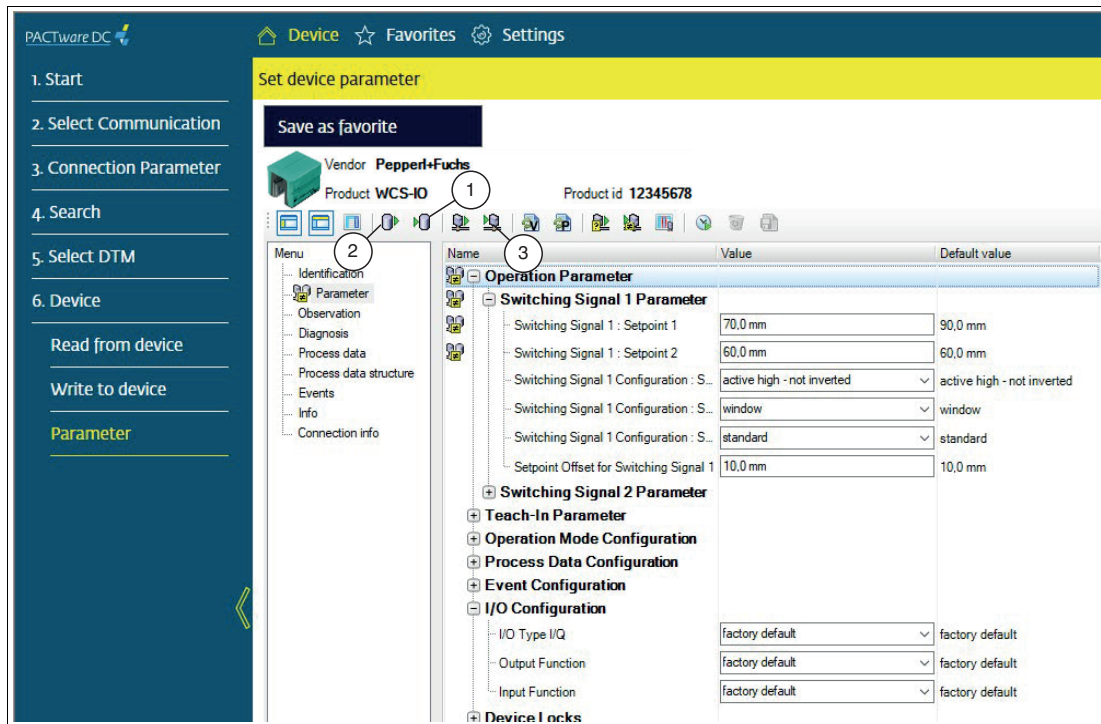 PACTware DC
Device Favorites Settings
1. Start
2. Select Communication
3. Connection Parameter
4. Search
5. Select DTM
6. Device
Read from device
Write to device
Parameter
Set device parameter
Save as favorite
Vendor Pepperl+Fuchs
Product WCS-IO Product id 12345678
1
2
3
Menu
Identification
Parameter
Observation
Diagnosis
Process data
Process data structure
Events
Info
Connection info
Name Value Default value
Operation Parameter
Switching Signal 1 Parameter
Switching Signal 1 : Setpoint 1 70,0 mm 90,0 mm
Switching Signal 1 : Setpoint 2 60,0 mm 60,0 mm
Switching Signal 1 Configuration : S... active high - not inverted active high - not inverted
Switching Signal 1 Configuration : S... window window
Switching Signal 1 Configuration : S... standard standard
Setpoint Offset for Switching Signal 1 10,0 mm 10,0 mm
Switching Signal 2 Parameter
Teach-In Parameter
Operation Mode Configuration
Process Data Configuration
Event Configuration
I/O Configuration
I/O Type I/Q factory default factory default
Output Function factory default factory default
Input Function factory default factory default
Device Locks